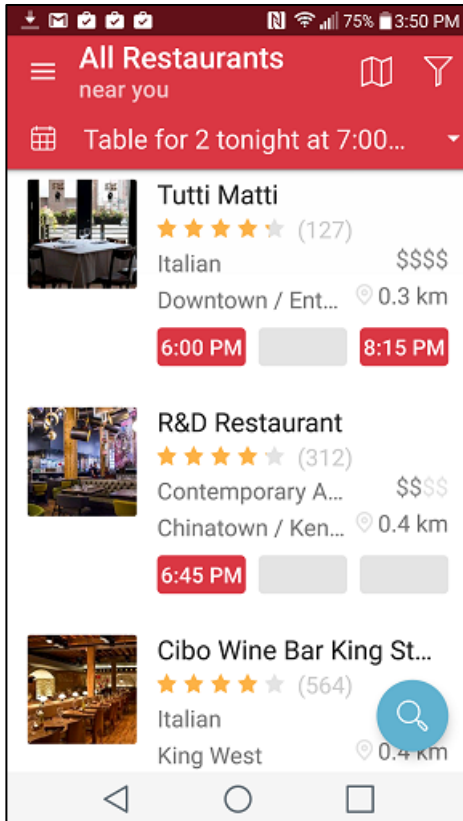 75% 3:50 PM
All Restaurants
near you
Table for 2 tonight at 7:00...
Tutti Matti
(127)
Italian $$$$
Downtown / Ent... 0.3 km
6:00 PM 8:15 PM
R&D Restaurant
(312)
Contemporary A... $$$$
Chinatown / Ken... 0.4 km
6:45 PM
Cibo Wine Bar King St...
(564)
Italian
King West 0.4 km